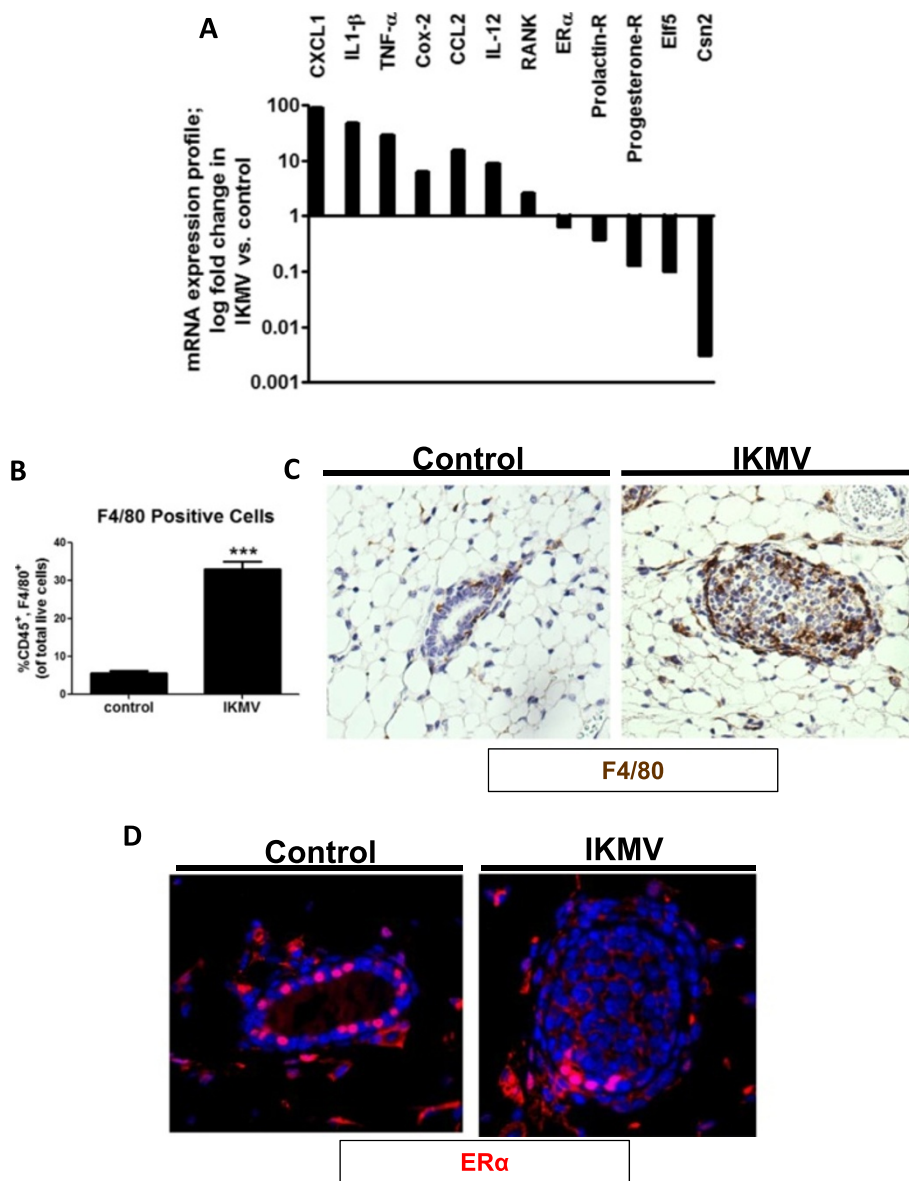 A
CXCL1
IL1-β
TNF-α
Cox-2
CCL2
IL-12
RANK
ERα
Prolactin-R
Progesterone-R
Elf5
Csn2
mRNA expression profile;
log fold change in
IKMV vs. control
100
10
1
0.1
0.01
0.001
B
F4/80 Positive Cells
%CD45⁺, F4/80⁺
(of total live cells)
40
30
20
10
0
***
control IKMV
C
Control IKMV
F4/80
D
Control IKMV
ERα